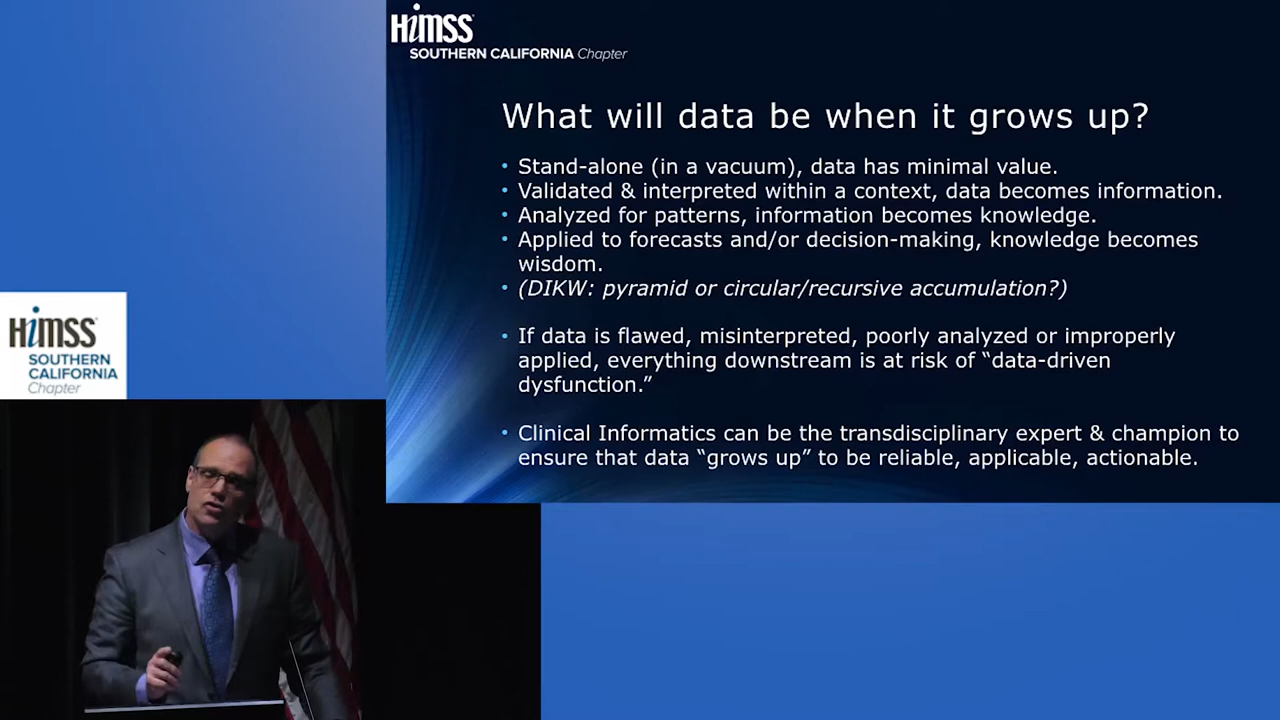 HiMSS
SOUTHERN CALIFORNIA Chapter
What will data be when it grows up?
• Stand-alone (in a vacuum), data has minimal value.
• Validated & interpreted within a context, data becomes information.
• Analyzed for patterns, information becomes knowledge.
• Applied to forecasts and/or decision-making, knowledge becomes
wisdom.
• (DIKW: pyramid or circular/recursive accumulation?)
• If data is flawed, misinterpreted, poorly analyzed or improperly
applied, everything downstream is at risk of “data-driven
dysfunction.”
• Clinical Informatics can be the transdisciplinary expert & champion to
ensure that data “grows up” to be reliable, applicable, actionable.
HiMSS
SOUTHERN
CALIFORNIA
Chapter